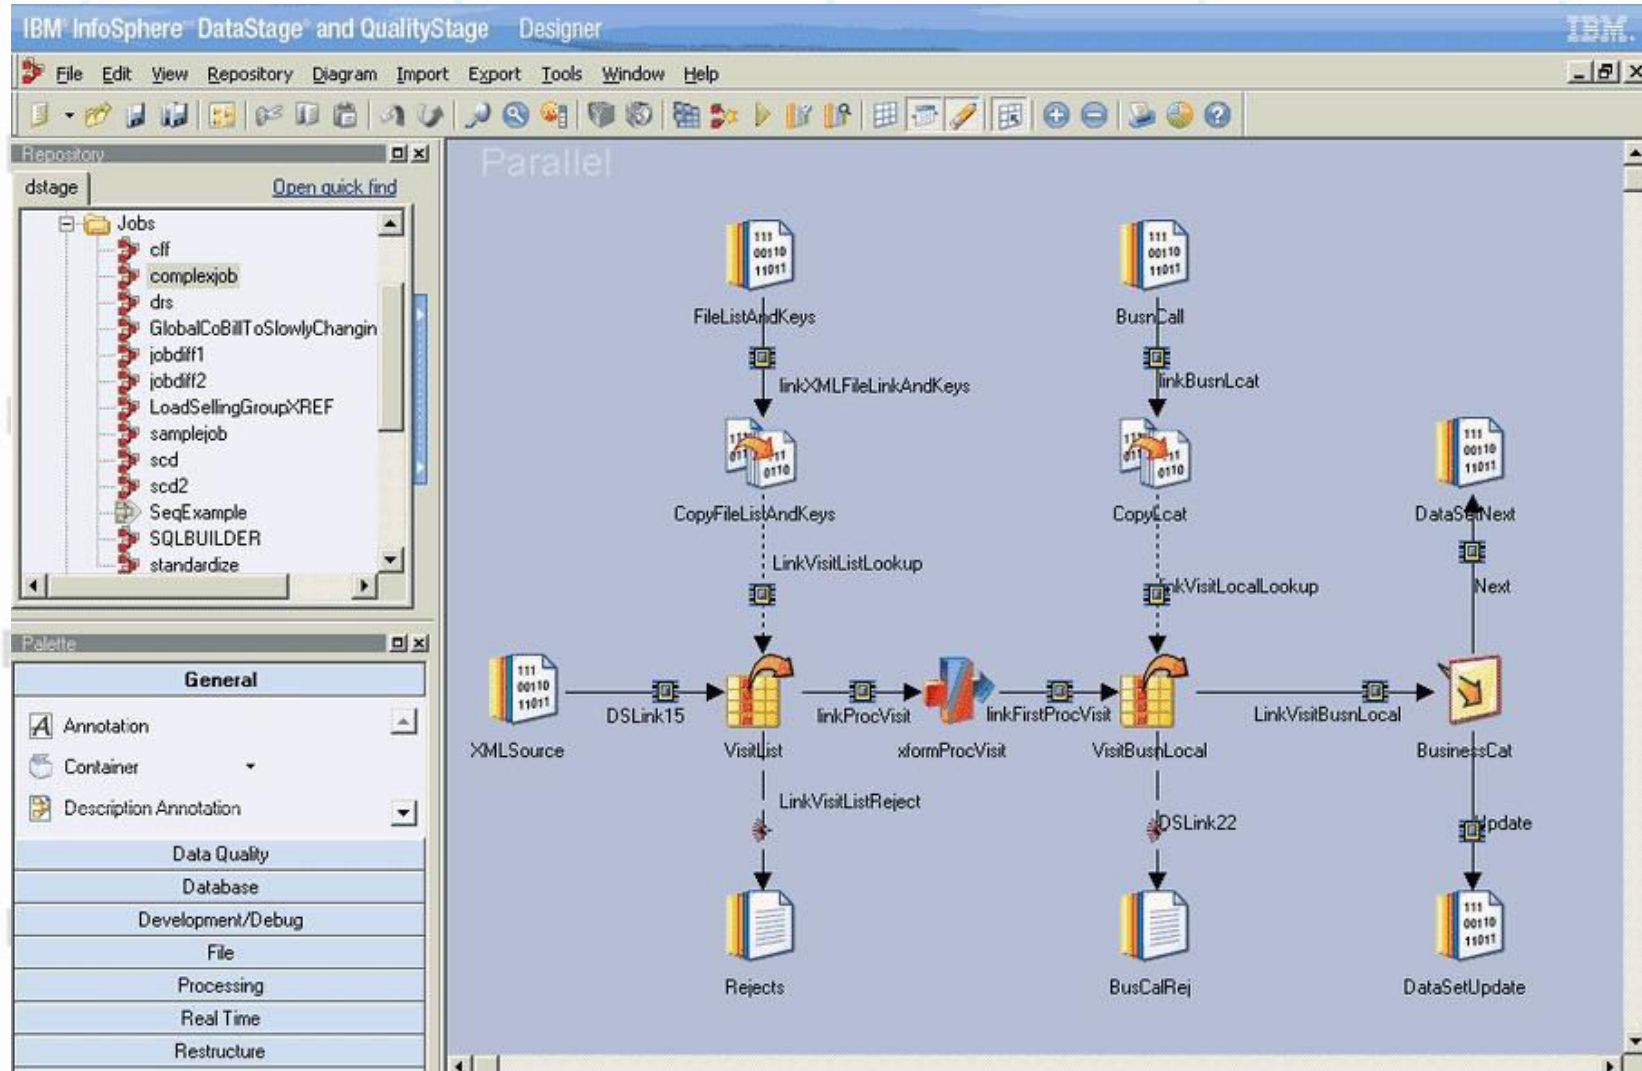 IBM InfoSphere DataStage and QualityStage Designer
IBM.
File Edit View Repository Diagram Import Export Tools Window Help
Repository
dstage Open quick find
Jobs
cff
complexjob
drs
GlobalCoBillToSlowlyChangin
jobdiff1
jobdiff2
LoadSellingGroupXREF
samplejob
scd
scd2
SeqExample
SQLBUILDER
standardize
Palette
General
Annotation
Container
Description Annotation
Data Quality
Database
Development/Debug
File
Processing
Real Time
Restructure
Parallel
FileListAndKeys BusnCall
linkXMLFileLinkAndKeys linkBusnLcat
CopyFileListAndKeys CopyLcat DataSetNext
LinkVisitListLookup linkVisitLocalLookup Next
DSLink15 linkProcVisit linkFirstProcVisit LinkVisitBusnLocal
XMLSource VisitList xformProcVisit VisitBusnLocal BusinessCat
LinkVisitListReject DSLink22 Update
Rejects BusCalRej DataSetUpdate